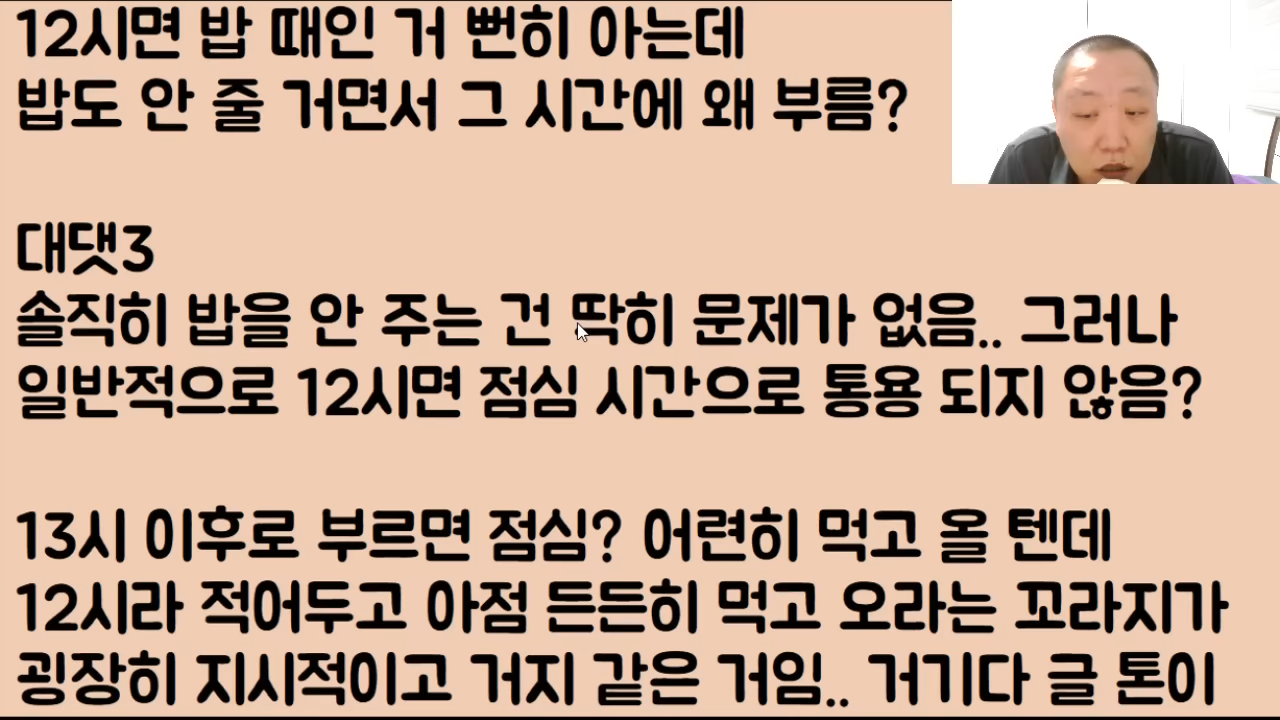 12시면 밥 때인 거 뻔히 아는데
밥도 안 줄 거면서 그 시간에 왜 부름?
대댓3
솔직히 밥을 안 주는 건 딱히 문제가 없음.. 그러나
일반적으로 12시면 점심 시간으로 통용 되지 않음?
13시 이후로 부르면 점심? 어련히 먹고 올 텐데
12시라 적어두고 아점 든든히 먹고 오라는 꼬라지가
굉장히 지시적이고 거지 같은 거임.. 거기다 글 톤이